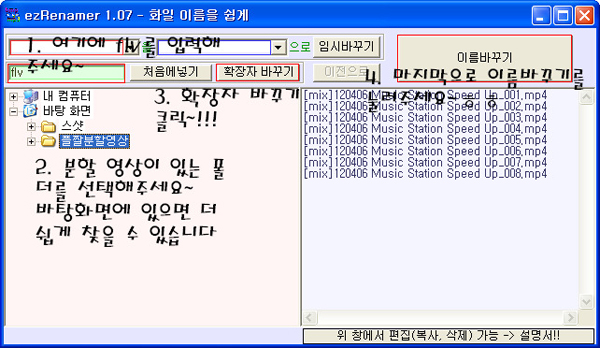 ezRenamer 1.07 - 화일 이름을 쉽게
1. 여기에 flv 를 입력해
주세요~
을
으로
임시바꾸기
이름바꾸기
flv
처음에넣기
확장자 바꾸기
이전으로
4. 마지막으로 이름바꾸기를
눌러주세요~ 승 승
내 컴퓨터
바탕 화면
스샷
플짤분할영상
3. 확장자 바꾸기
클릭~!!!
2. 분할 영상이 있는 폴
더를 선택해주세요~
바탕화면에 있으면 더
쉽게 찾을 수 있습니다
[mix]120406 Music Station Speed Up_001.mp4
[mix]120406 Music Station Speed Up_002.mp4
[mix]120406 Music Station Speed Up_003.mp4
[mix]120406 Music Station Speed Up_004.mp4
[mix]120406 Music Station Speed Up_005.mp4
[mix]120406 Music Station Speed Up_006.mp4
[mix]120406 Music Station Speed Up_007.mp4
[mix]120406 Music Station Speed Up_008.mp4
위 창에서 편집(복사, 삭제) 가능 -> 설명서!!